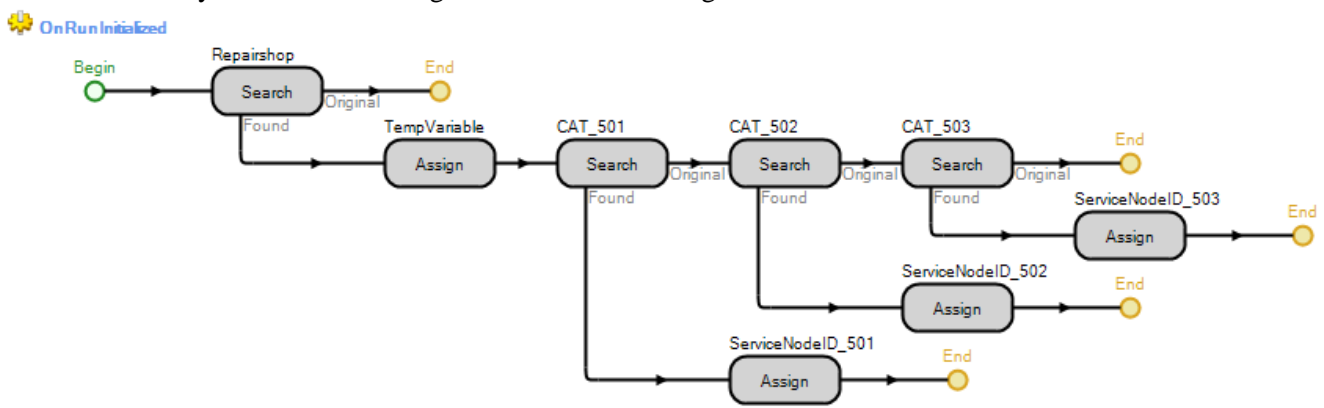 OnRunInitialized
Repairshop
Begin
End
Search
Original
Found
TempVariable
CAT_501
CAT_502
CAT_503
End
Assign
Search
Search
Search
Original
Original
Original
Found
Found
Found
ServiceNodeID_503
End
Assign
ServiceNodeID_502
End
Assign
ServiceNodeID_501
End
Assign